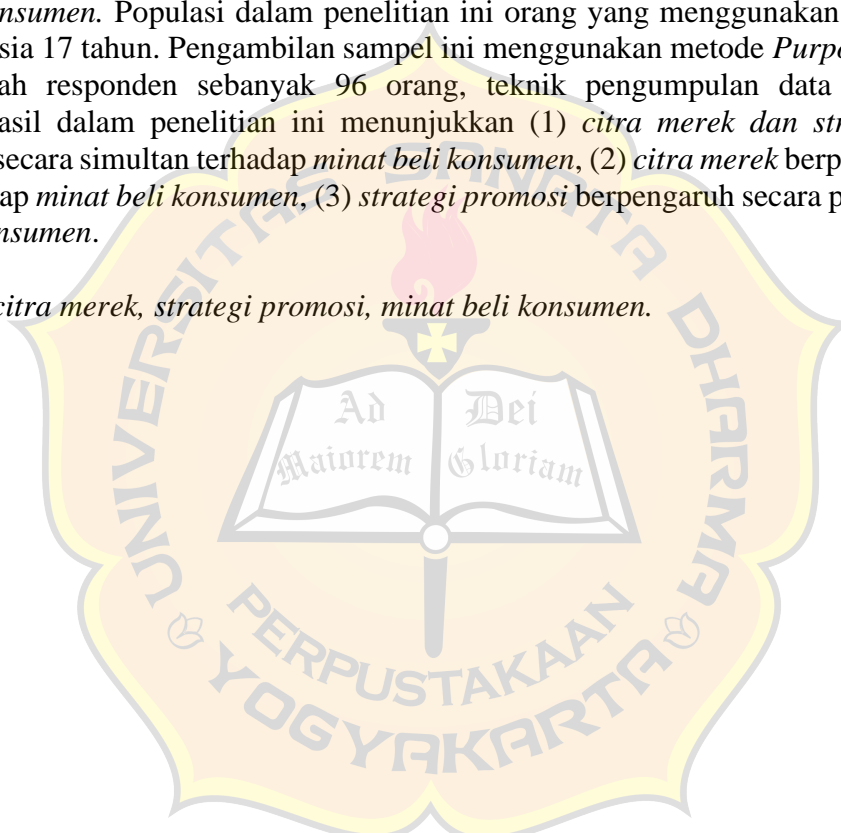 nsumen. Populasi dalam penelitian ini orang yang menggunakan
sia 17 tahun. Pengambilan sampel ini menggunakan metode Purpo
ah responden sebanyak 96 orang, teknik pengumpulan data
asil dalam penelitian ini menunjukkan (1) citra merek dan str
secara simultan terhadap minat beli konsumen, (2) citra merek berp
ap minat beli konsumen, (3) strategi promosi berpengaruh secara p
nsumen.
citra merek, strategi promosi, minat beli konsumen.
UNIVERSITAS SANATA DHARMA
Ad Dei
Maiorem Gloriam
PERPUSTAKAAN
YOGYAKARTA